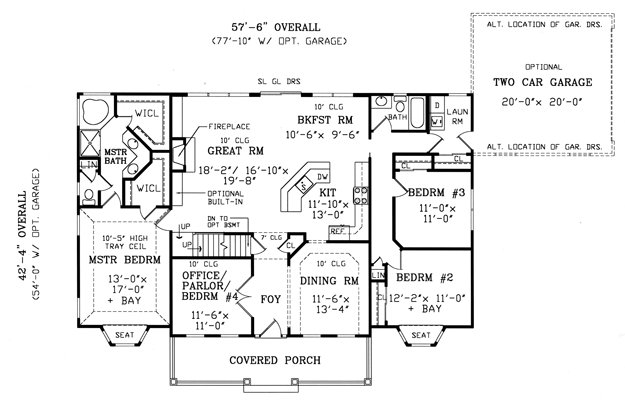 57'-6" OVERALL
(77'-10" W/ OPT. GARAGE)
ALT. LOCATION OF GAR. DRS.
OPTIONAL
TWO CAR GARAGE
20'-0"x 20'-0"
ALT. LOCATION OF GAR. DRS.
SL GL DRS
42'-4" OVERALL
(54'-0" W/ OPT. GARAGE)
WICL
MSTR
BATH
LIN
WICL
FIREPLACE
10' CLG
GREAT RM
18'-2"/ 16'-10"x
19'-8"
OPTIONAL
BUILT-IN
10' CLG
BKFST RM
10'-6"x 9'-6"
BATH
D
W
LAUN
RM
CL
CL
DW
S
KIT
11'-10"x
13'-0"
REF.
BEDRM #3
11'-0"x
11'-0"
10'-5" HIGH
TRAY CEIL
MSTR BEDRM
13'-0"x
17'-0"
+ BAY
SEAT
UP
UP
DN TO
OPT BSMT
7' CLG
CL
10' CLG
OFFICE/
PARLOR/
BEDRM #4
11'-6"x
11'-0"
FOY
10' CLG
DINING RM
11'-6"x
13'-4"
LIN
CL
BEDRM #2
12'-2"x 11'-0"
+ BAY
SEAT
COVERED PORCH